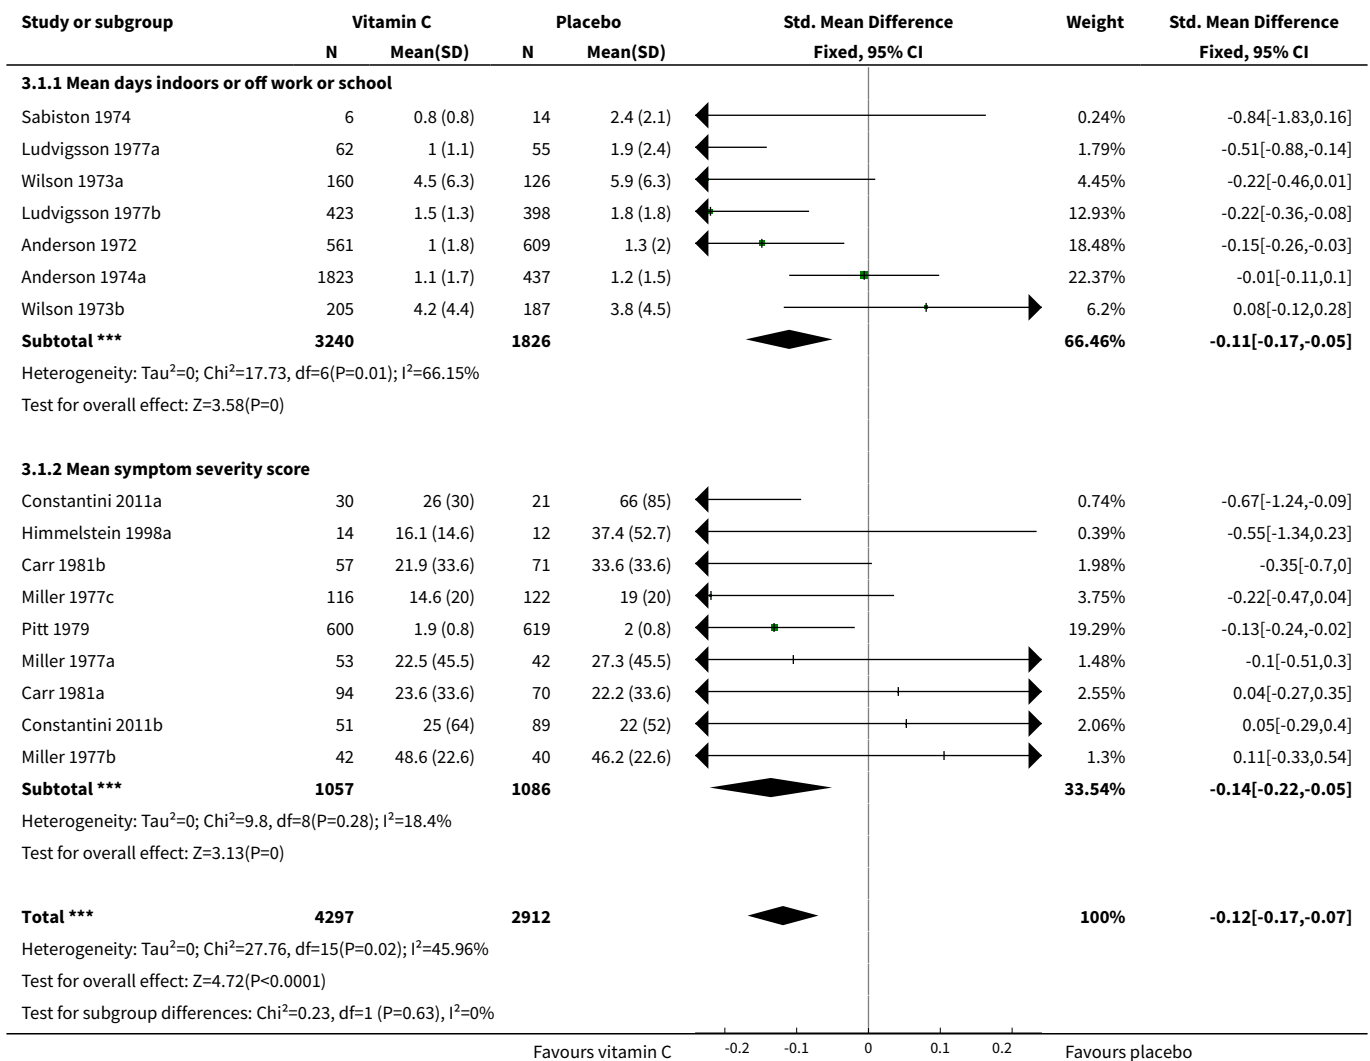 Study or subgroup Vitamin C Placebo Std. Mean Difference Weight Std. Mean Difference
N Mean(SD) N Mean(SD) Fixed, 95% CI Fixed, 95% CI
3.1.1 Mean days indoors or off work or school
Sabiston 1974 6 0.8 (0.8) 14 2.4 (2.1) 0.24% -0.84[-1.83,0.16]
Ludvigsson 1977a 62 1 (1.1) 55 1.9 (2.4) 1.79% -0.51[-0.88,-0.14]
Wilson 1973a 160 4.5 (6.3) 126 5.9 (6.3) 4.45% -0.22[-0.46,0.01]
Ludvigsson 1977b 423 1.5 (1.3) 398 1.8 (1.8) 12.93% -0.22[-0.36,-0.08]
Anderson 1972 561 1 (1.8) 609 1.3 (2) 18.48% -0.15[-0.26,-0.03]
Anderson 1974a 1823 1.1 (1.7) 437 1.2 (1.5) 22.37% -0.01[-0.11,0.1]
Wilson 1973b 205 4.2 (4.4) 187 3.8 (4.5) 6.2% 0.08[-0.12,0.28]
Subtotal *** 3240 1826 66.46% -0.11[-0.17,-0.05]
Heterogeneity: Tau²=0; Chi²=17.73, df=6(P=0.01); I²=66.15%
Test for overall effect: Z=3.58(P=0)
3.1.2 Mean symptom severity score
Constantini 2011a 30 26 (30) 21 66 (85) 0.74% -0.67[-1.24,-0.09]
Himmelstein 1998a 14 16.1 (14.6) 12 37.4 (52.7) 0.39% -0.55[-1.34,0.23]
Carr 1981b 57 21.9 (33.6) 71 33.6 (33.6) 1.98% -0.35[-0.7,0]
Miller 1977c 116 14.6 (20) 122 19 (20) 3.75% -0.22[-0.47,0.04]
Pitt 1979 600 1.9 (0.8) 619 2 (0.8) 19.29% -0.13[-0.24,-0.02]
Miller 1977a 53 22.5 (45.5) 42 27.3 (45.5) 1.48% -0.1[-0.51,0.3]
Carr 1981a 94 23.6 (33.6) 70 22.2 (33.6) 2.55% 0.04[-0.27,0.35]
Constantini 2011b 51 25 (64) 89 22 (52) 2.06% 0.05[-0.29,0.4]
Miller 1977b 42 48.6 (22.6) 40 46.2 (22.6) 1.3% 0.11[-0.33,0.54]
Subtotal *** 1057 1086 33.54% -0.14[-0.22,-0.05]
Heterogeneity: Tau²=0; Chi²=9.8, df=8(P=0.28); I²=18.4%
Test for overall effect: Z=3.13(P=0)
Total *** 4297 2912 100% -0.12[-0.17,-0.07]
Heterogeneity: Tau²=0; Chi²=27.76, df=15(P=0.02); I²=45.96%
Test for overall effect: Z=4.72(P<0.0001)
Test for subgroup differences: Chi²=0.23, df=1 (P=0.63), I²=0%
Favours vitamin C -0.2 -0.1 0 0.1 0.2 Favours placebo